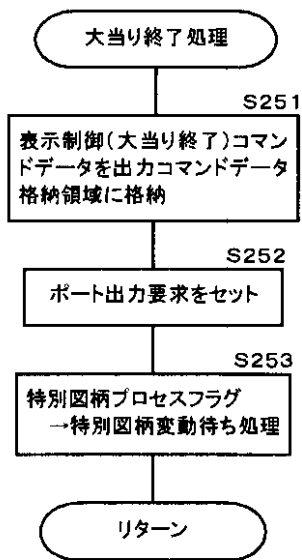 大当り終了処理
S251
表示制御(大当り終了)コマン
ドデータを出力コマンドデータ
格納領域に格納
S252
ポート出力要求をセット
S253
特別図柄プロセスフラグ
→特別図柄変動待ち処理
リターン